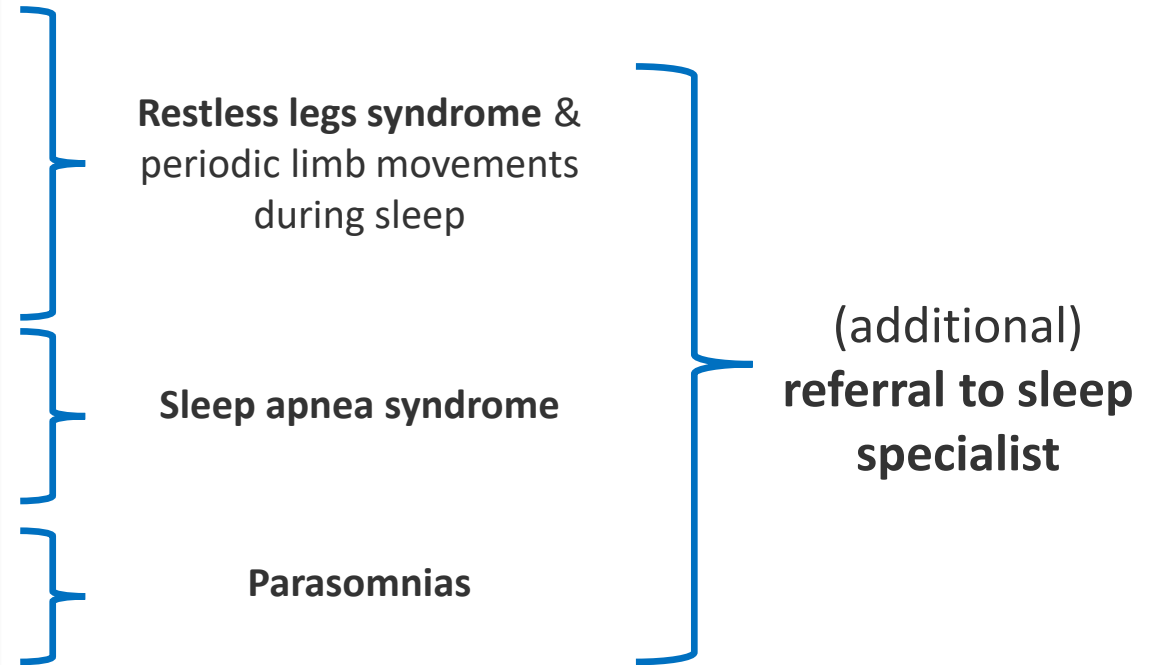 Restless legs syndrome &
periodic limb movements
during sleep
Sleep apnea syndrome
Parasomnias
(additional)
referral to sleep
specialist